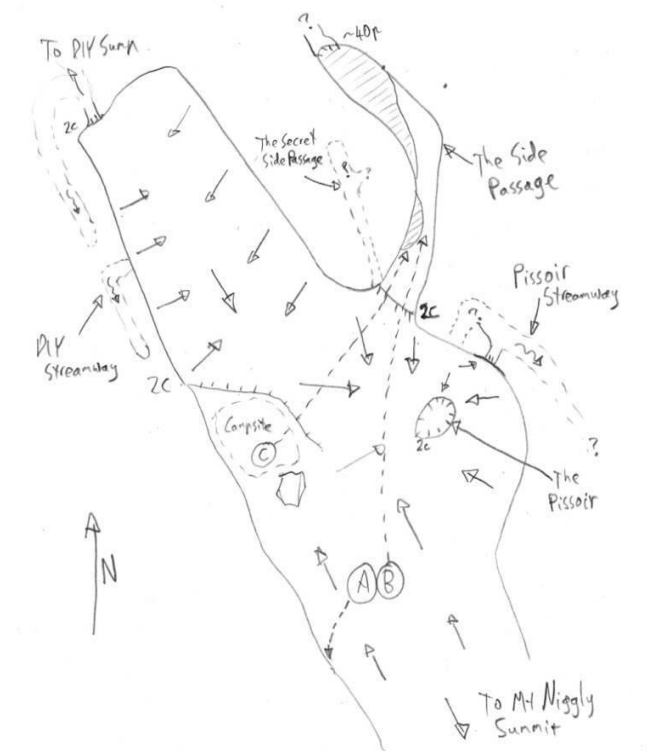 ?
~40m
To DIY Sump
2c
The Secret
Side Passage
?
?
The Side
Passage
Pissoir
Streamway
2c
?
DIY
Streamway
2c
Campsite
C
2c
?
The
Pissoir
N
A
B
To Mt Niggly
Summit